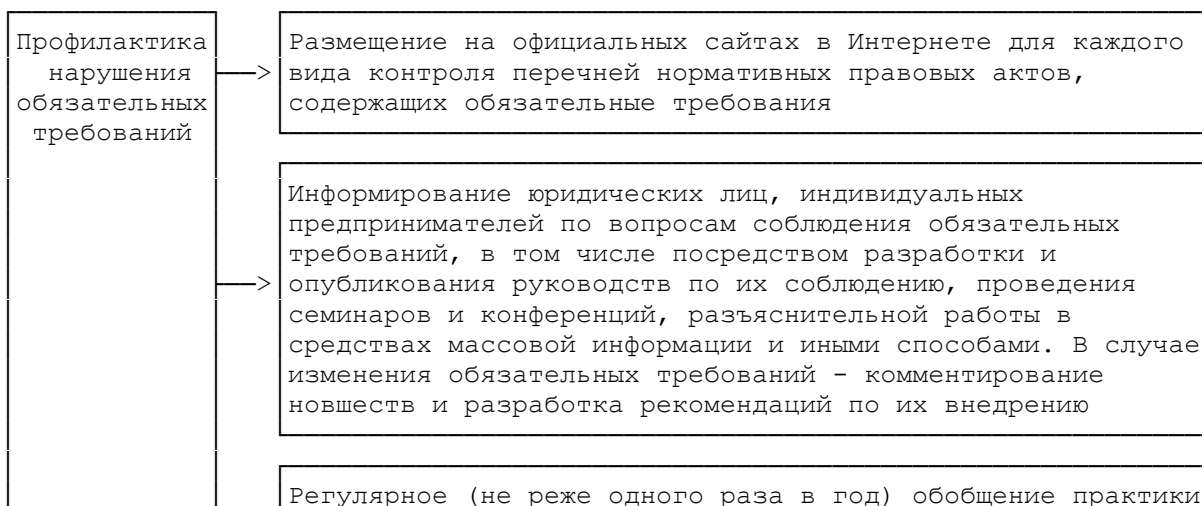 Профилактика
нарушения
обязательных
требований
Размещение на официальных сайтах в Интернете для каждого
вида контроля перечней нормативных правовых актов,
содержащих обязательные требования
Информирование юридических лиц, индивидуальных
предпринимателей по вопросам соблюдения обязательных
требований, в том числе посредством разработки и
опубликования руководств по их соблюдению, проведения
семинаров и конференций, разъяснительной работы в
средствах массовой информации и иными способами. В случае
изменения обязательных требований - комментирование
новшеств и разработка рекомендаций по их внедрению
Регулярное (не реже одного раза в год) обобщение практики